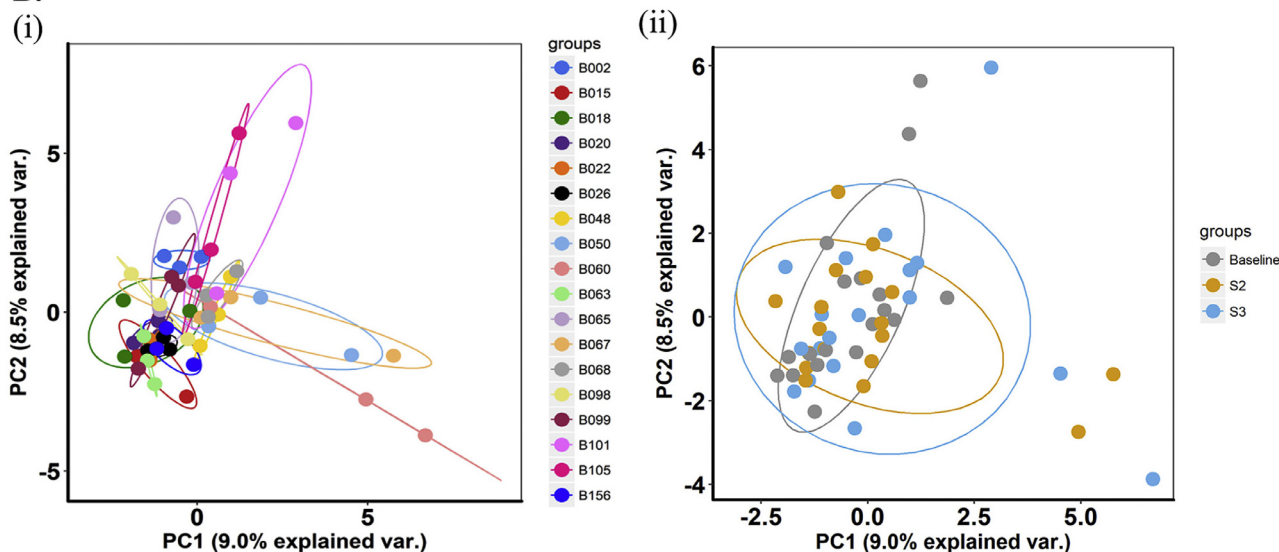 (i)
5
0
-5
PC2 (8.5% explained var.)
0
5
PC1 (9.0% explained var.)
groups
B002
B015
B018
B020
B022
B026
B048
B050
B060
B063
B065
B067
B068
B098
B099
B101
B105
B156
(ii)
6
4
2
0
-2
-4
PC2 (8.5% explained var.)
-2.5
0.0
2.5
5.0
PC1 (9.0% explained var.)
groups
Baseline
S2
S3